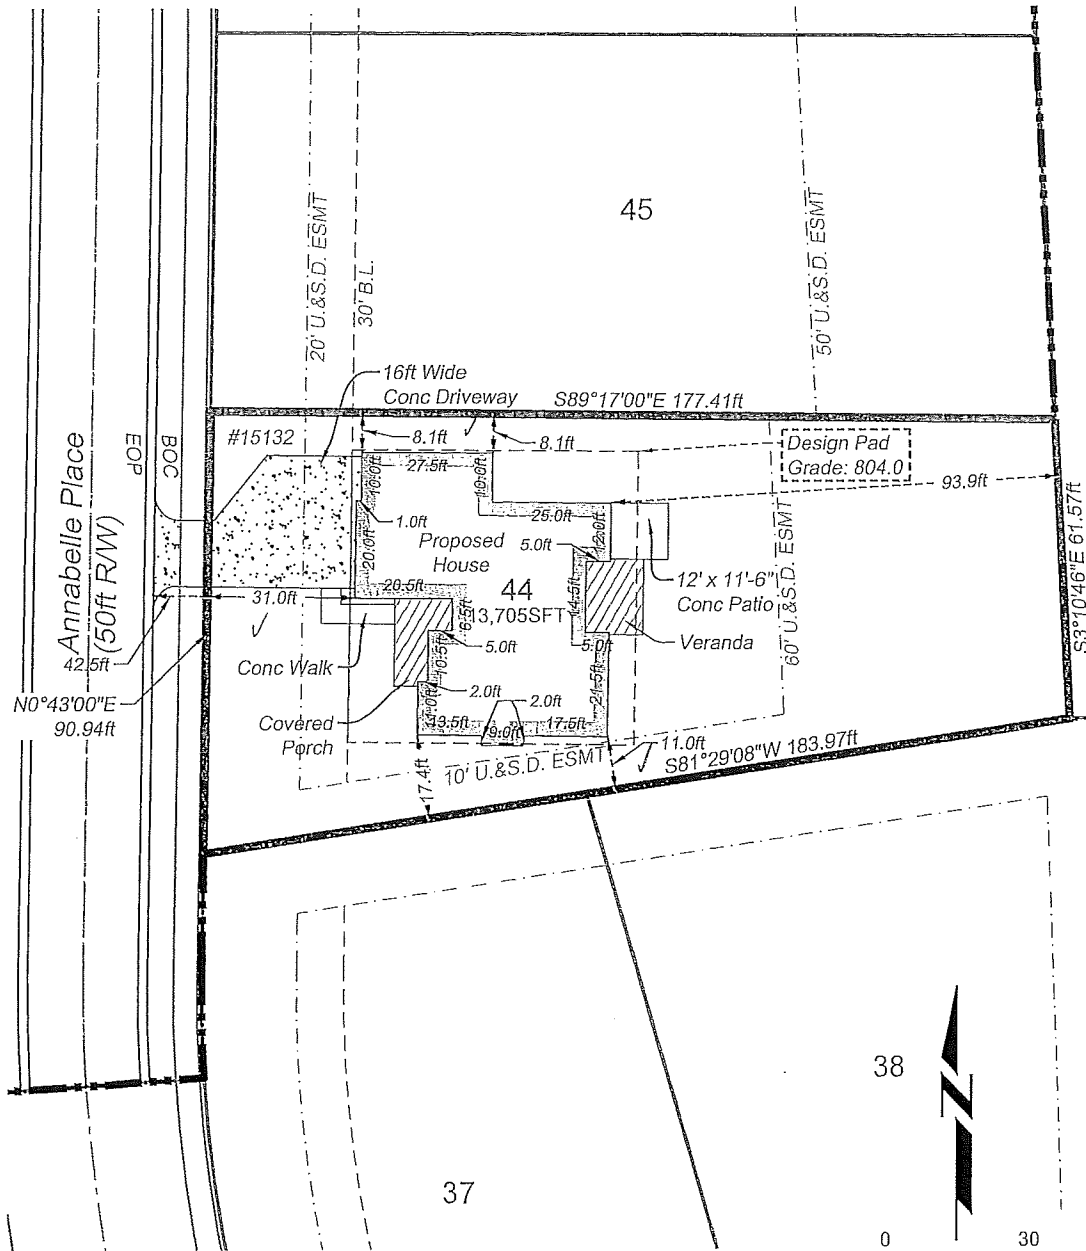 45
20' U.&S.D. ESMT
30' B.L.
50' U.&S.D. ESMT
16ft Wide
Conc Driveway
S89°17'00"E 177.41ft
#15132
8.1ft
8.1ft
Design Pad
Grade: 804.0
93.9ft
BOC
EOP
Annabelle Place
(50ft R/W)
27.5ft
10.0ft
10.0ft
25.0ft
12.0ft
1.0ft
20.0ft
Proposed
House
5.0ft
44
13,705SFT
12' x 11'-6"
Conc Patio
60' U.&S.D. ESMT
S3°10'46"E 61.57ft
31.0ft
14.5ft
10.5ft
5.0ft
5.0ft
Veranda
42.5ft
Conc Walk
N0°43'00"E
90.94ft
2.0ft
2.0ft
21.5ft
Covered
Porch
13.5ft
9.0ft
17.5ft
11.0ft
17.4ft
10' U.&S.D. ESMT
S81°29'08"W 183.97ft
38
37
N
0 30